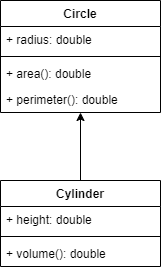 Circle
+ radius: double
+ area(): double
+ perimeter(): double
Cylinder
+ height: double
+ volume(): double